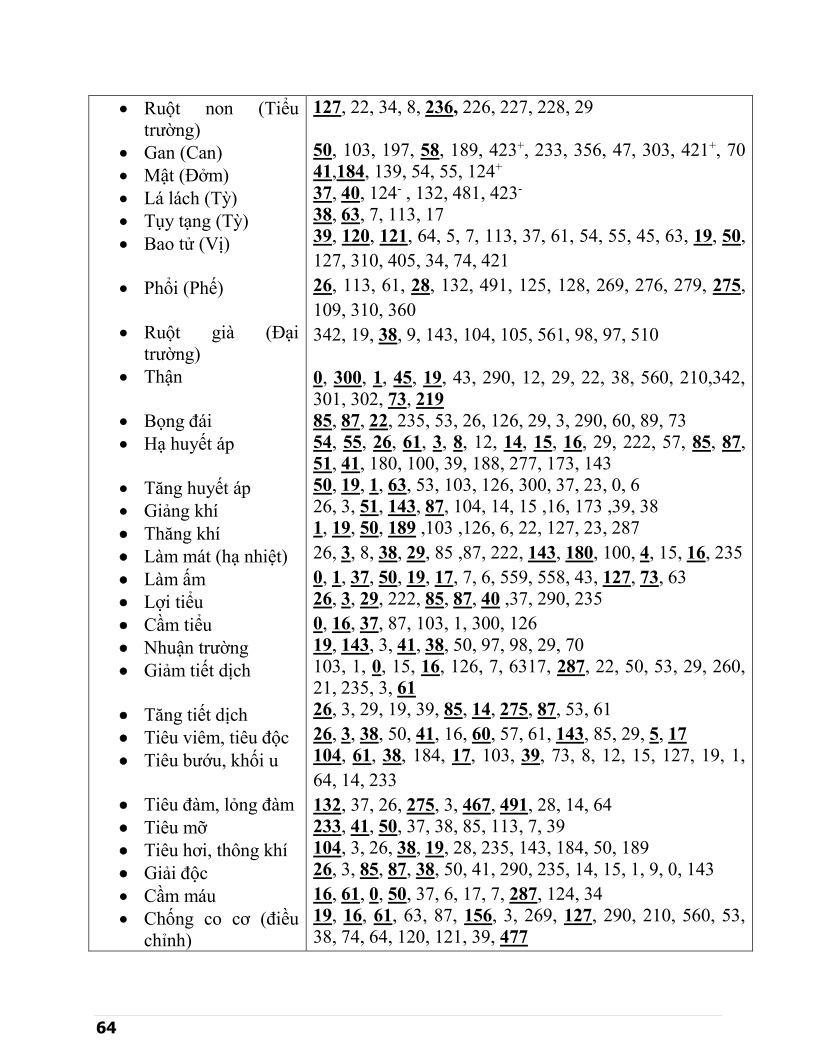 • Ruột non (Tiểu trường) 127, 22, 34, 8, 236, 226, 227, 228, 29
• Gan (Can) 50, 103, 197, 58, 189, 423+, 233, 356, 47, 303, 421+, 70
• Mật (Đởm) 41,184, 139, 54, 55, 124+
• Lá lách (Tỳ) 37, 40, 124- , 132, 481, 423-
• Tụy tạng (Tỳ) 38, 63, 7, 113, 17
• Bao tử (Vị) 39, 120, 121, 64, 5, 7, 113, 37, 61, 54, 55, 45, 63, 19, 50,
127, 310, 405, 34, 74, 421
• Phổi (Phế) 26, 113, 61, 28, 132, 491, 125, 128, 269, 276, 279, 275,
109, 310, 360
• Ruột già (Đại trường) 342, 19, 38, 9, 143, 104, 105, 561, 98, 97, 510
• Thận 0, 300, 1, 45, 19, 43, 290, 12, 29, 22, 38, 560, 210,342,
301, 302, 73, 219
• Bọng đái 85, 87, 22, 235, 53, 26, 126, 29, 3, 290, 60, 89, 73
• Hạ huyết áp 54, 55, 26, 61, 3, 8, 12, 14, 15, 16, 29, 222, 57, 85, 87,
51, 41, 180, 100, 39, 188, 277, 173, 143
• Tăng huyết áp 50, 19, 1, 63, 53, 103, 126, 300, 37, 23, 0, 6
• Giảng khí 26, 3, 51, 143, 87, 104, 14, 15 ,16, 173 ,39, 38
• Thăng khí 1, 19, 50, 189 ,103 ,126, 6, 22, 127, 23, 287
• Làm mát (hạ nhiệt) 26, 3, 8, 38, 29, 85 ,87, 222, 143, 180, 100, 4, 15, 16, 235
• Làm ấm 0, 1, 37, 50, 19, 17, 7, 6, 559, 558, 43, 127, 73, 63
• Lợi tiểu 26, 3, 29, 222, 85, 87, 40 ,37, 290, 235
• Cầm tiểu 0, 16, 37, 87, 103, 1, 300, 126
• Nhuận trường 19, 143, 3, 41, 38, 50, 97, 98, 29, 70
• Giảm tiết dịch 103, 1, 0, 15, 16, 126, 7, 6317, 287, 22, 50, 53, 29, 260,
21, 235, 3, 61
• Tăng tiết dịch 26, 3, 29, 19, 39, 85, 14, 275, 87, 53, 61
• Tiêu viêm, tiêu độc 26, 3, 38, 50, 41, 16, 60, 57, 61, 143, 85, 29, 5, 17
• Tiêu bướu, khối u 104, 61, 38, 184, 17, 103, 39, 73, 8, 12, 15, 127, 19, 1,
64, 14, 233
• Tiêu đàm, lỏng đàm 132, 37, 26, 275, 3, 467, 491, 28, 14, 64
• Tiêu mỡ 233, 41, 50, 37, 38, 85, 113, 7, 39
• Tiêu hơi, thông khí 104, 3, 26, 38, 19, 28, 235, 143, 184, 50, 189
• Giải độc 26, 3, 85, 87, 38, 50, 41, 290, 235, 14, 15, 1, 9, 0, 143
• Cầm máu 16, 61, 0, 50, 37, 6, 17, 7, 287, 124, 34
• Chống co cơ (điều 19, 16, 61, 63, 87, 156, 3, 269, 127, 290, 210, 560, 53,
chỉnh) 38, 74, 64, 120, 121, 39, 477
64